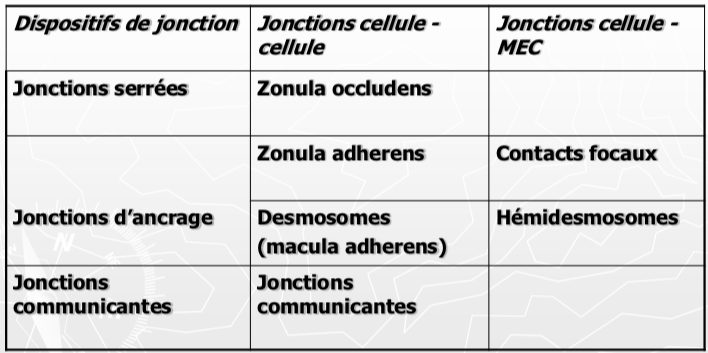 Dispositifs de jonction
Jonctions cellule -
cellule
Jonctions cellule -
MEC
Jonctions serrées
Zonula occludens
Zonula adherens
Contacts focaux
Jonctions d'ancrage
Desmosomes
(macula adherens)
Hémidesmosomes
Jonctions
communicantes
Jonctions
communicantes
N